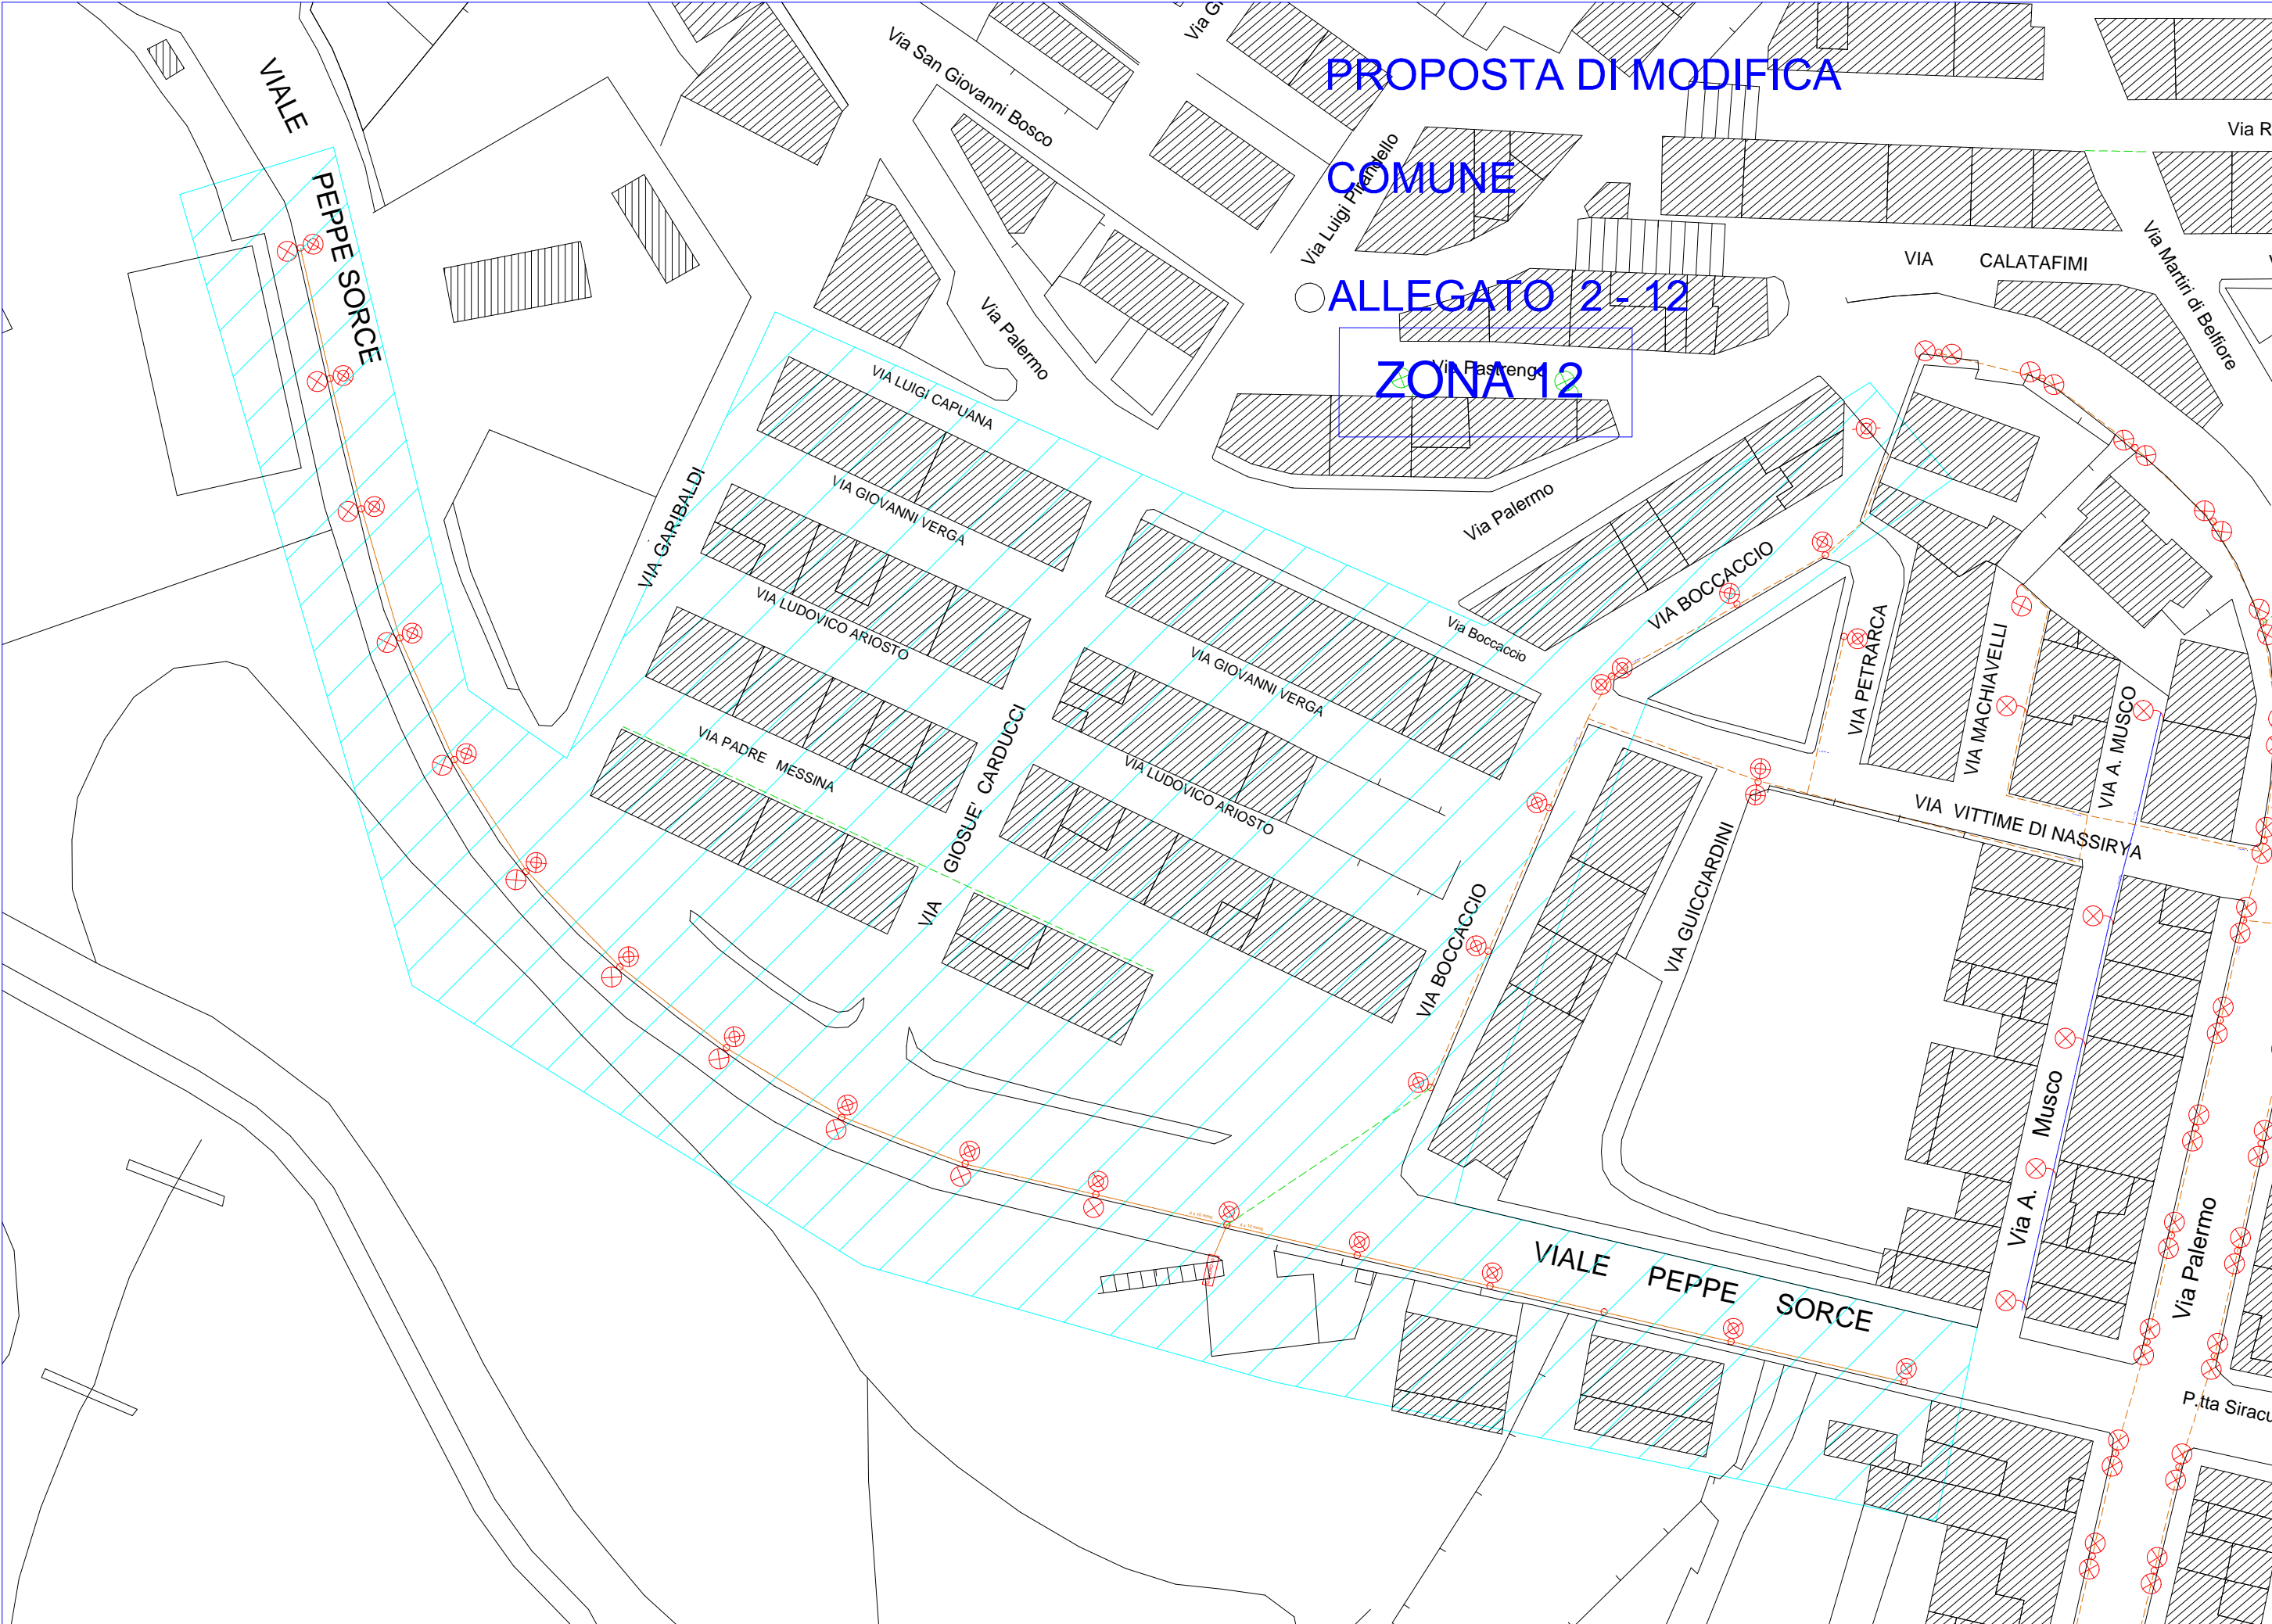 PROPOSTA DI MODIFICA
COMUNE
ALLEGATO 2 - 12
ZONA 12
VIALE
PEPPE SORCE
Via San Giovanni Bosco
Via Luigi Pirandello
Via Palermo
VIA CALATAFIMI
Via Martiri di Belfiore
Via Pastrengo
VIA LUIGI CAPUANA
VIA GIOVANNI VERGA
VIA GARIBALDI
VIA LUDOVICO ARIOSTO
VIA PADRE MESSINA
VIA GIOSUE' CARDUCCI
Via Palermo
Via Boccaccio
VIA GIOVANNI VERGA
VIA LUDOVICO ARIOSTO
VIA BOCCACCIO
VIA PETRARCA
VIA MACHIAVELLI
VIA A. MUSCO
VIA VITTIME DI NASSIRYA
VIA BOCCACCIO
VIA GUICCIARDINI
Via A. Musco
Via Palermo
VIALE PEPPE SORCE
P.tta Siracu
Via R
Via G